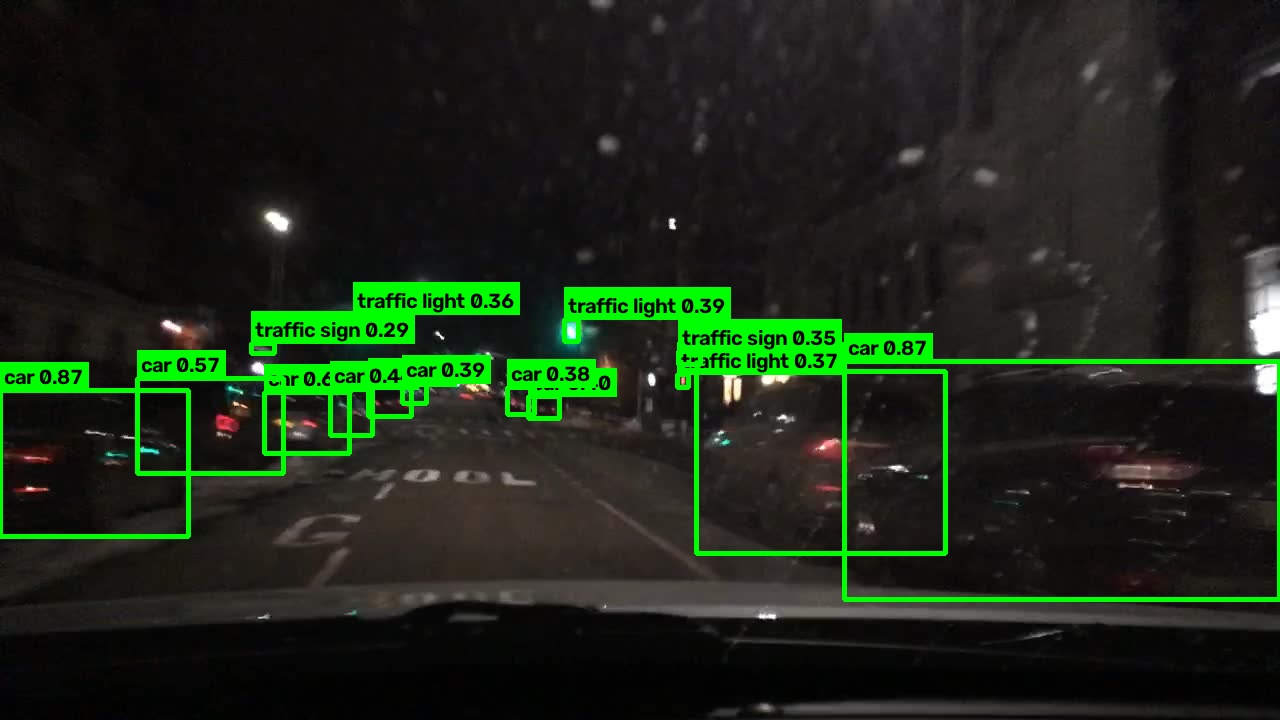 traffic light 0.36
traffic light 0.39
traffic sign 0.29
traffic sign 0.35
traffic light 0.37
car 0.87
car 0.87
car 0.57
car 0.39
car 0.38
LOOM
G